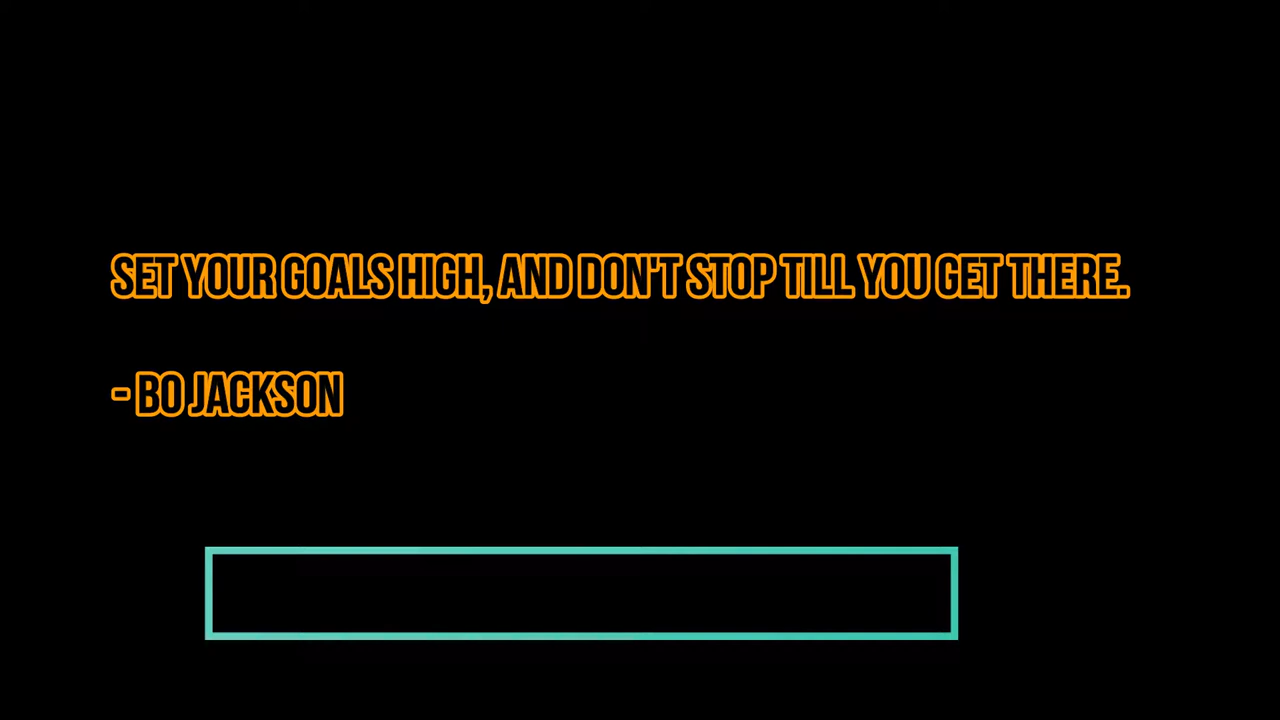 SET YOUR GOALS HIGH, AND DON'T STOP TILL YOU GET THERE.
- BO JACKSON